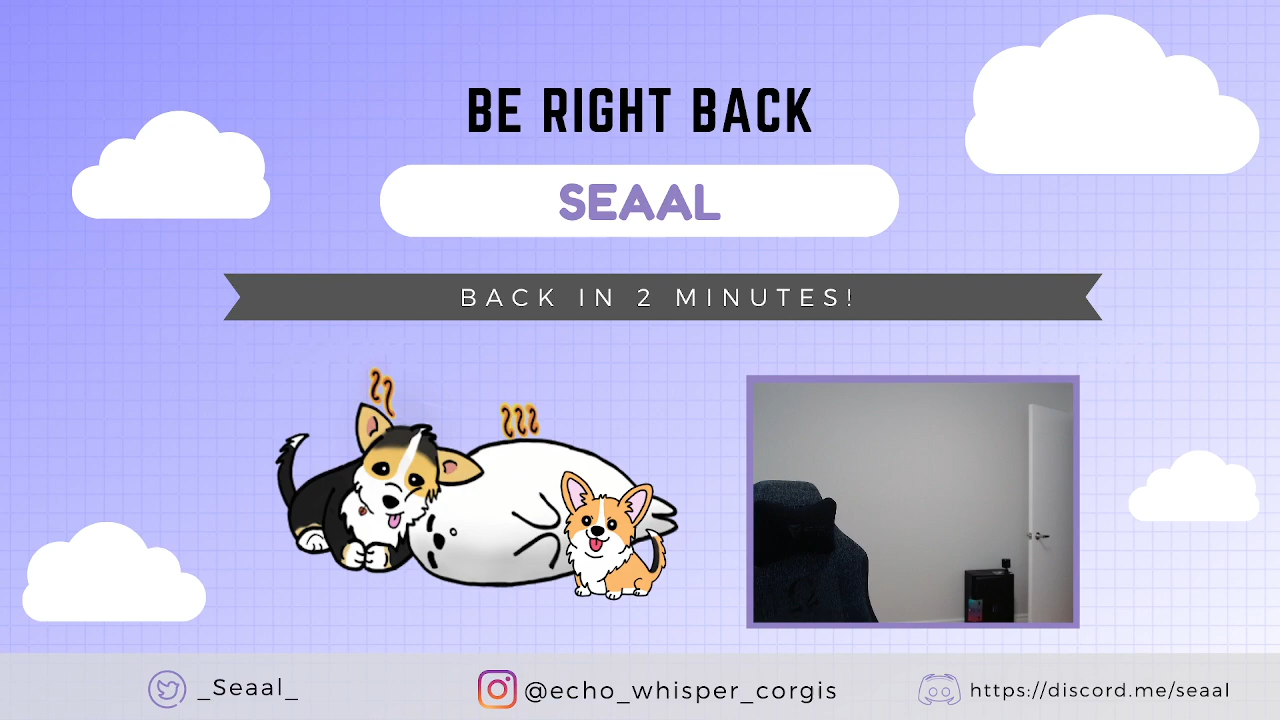 BE RIGHT BACK
SEAAL
BACK IN 2 MINUTES!
_Seaal_
@echo_whisper_corgis
https://discord.me/seaal